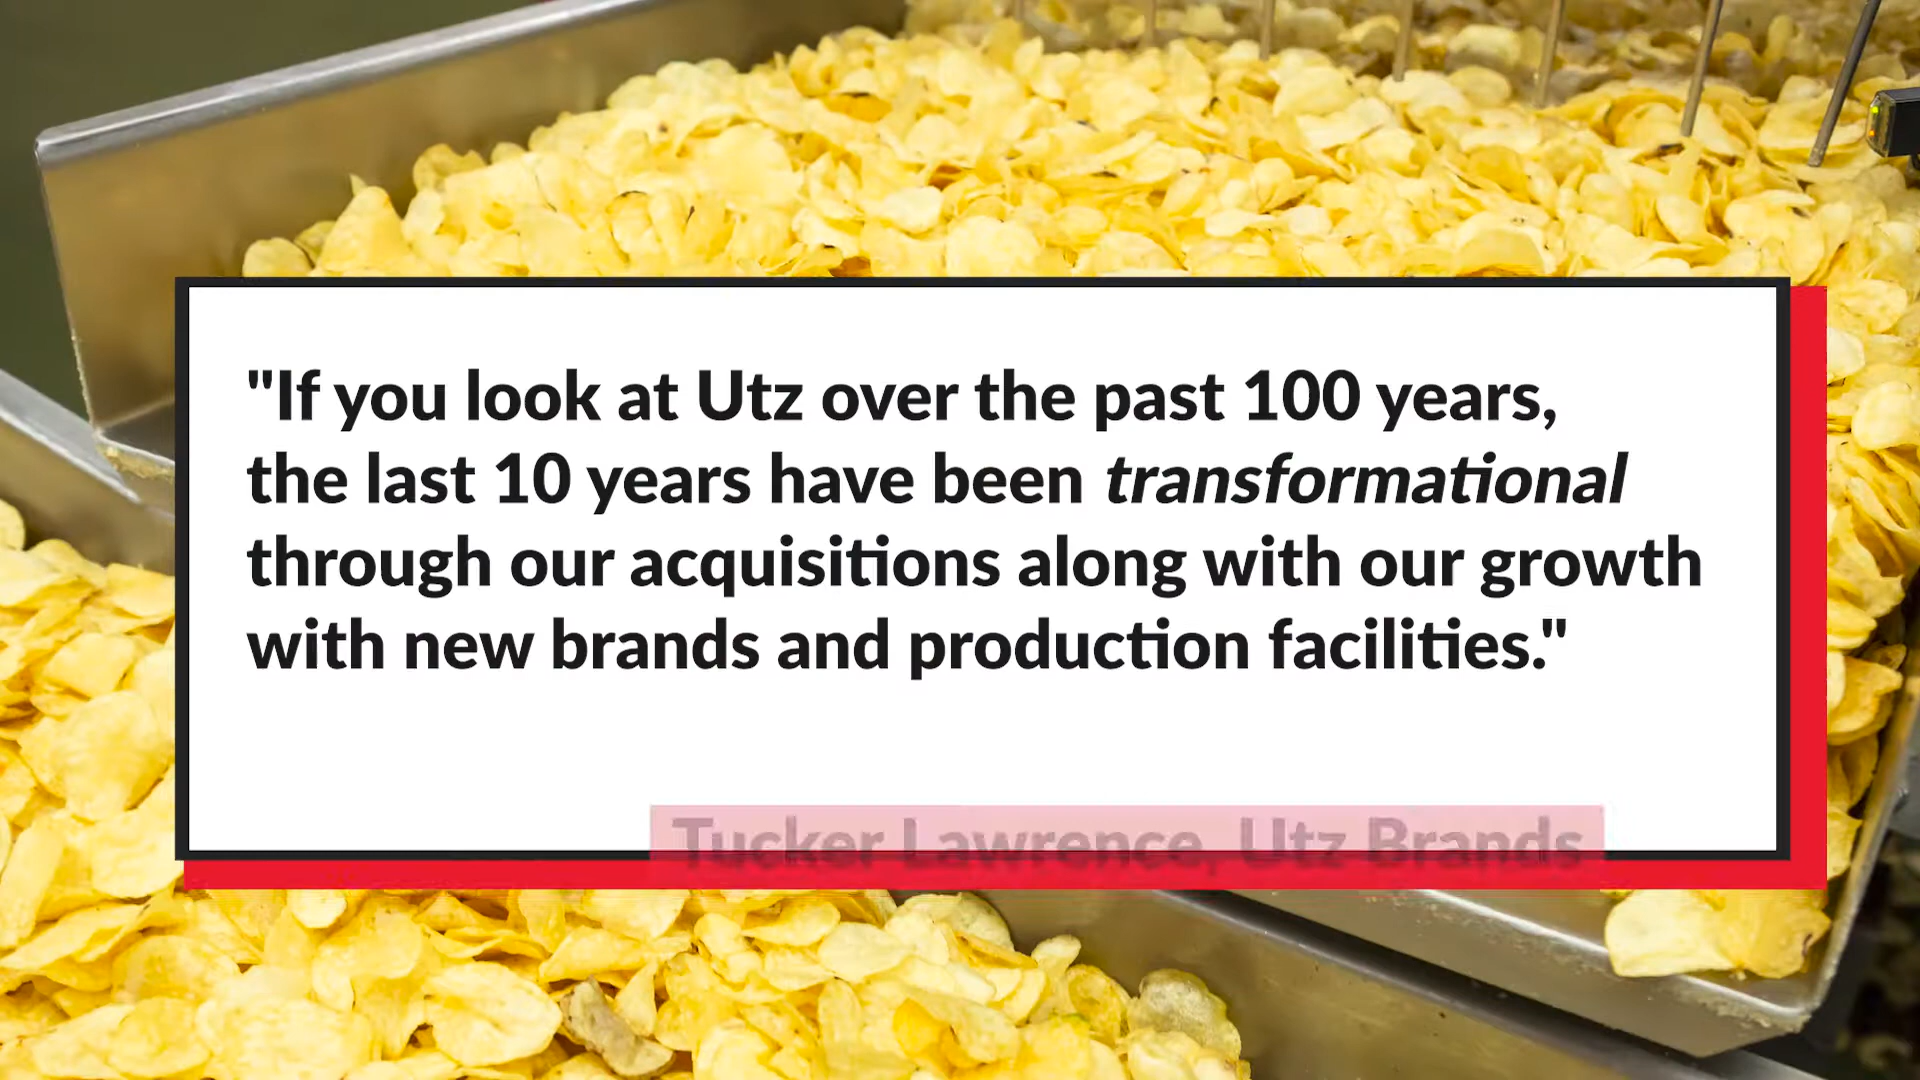 "If you look at Utz over the past 100 years,
the last 10 years have been transformational
through our acquisitions along with our growth
with new brands and production facilities."
Tucker Lawrence, Utz Brands